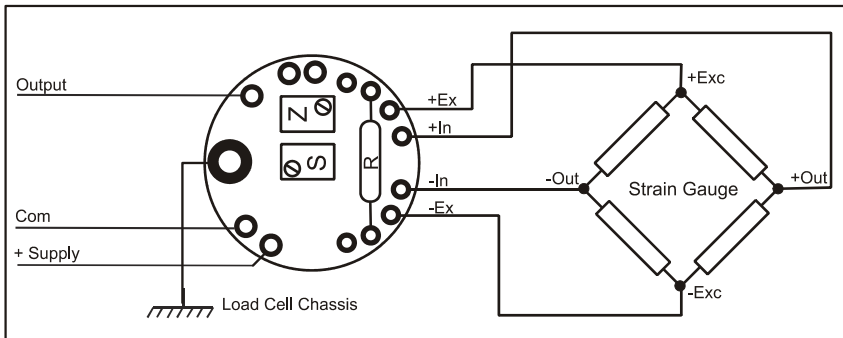 Output
Z
S
R
+Ex
+In
-In
-Ex
+Exc
-Out
Strain Gauge
+Out
-Exc
Com
+ Supply
Load Cell Chassis